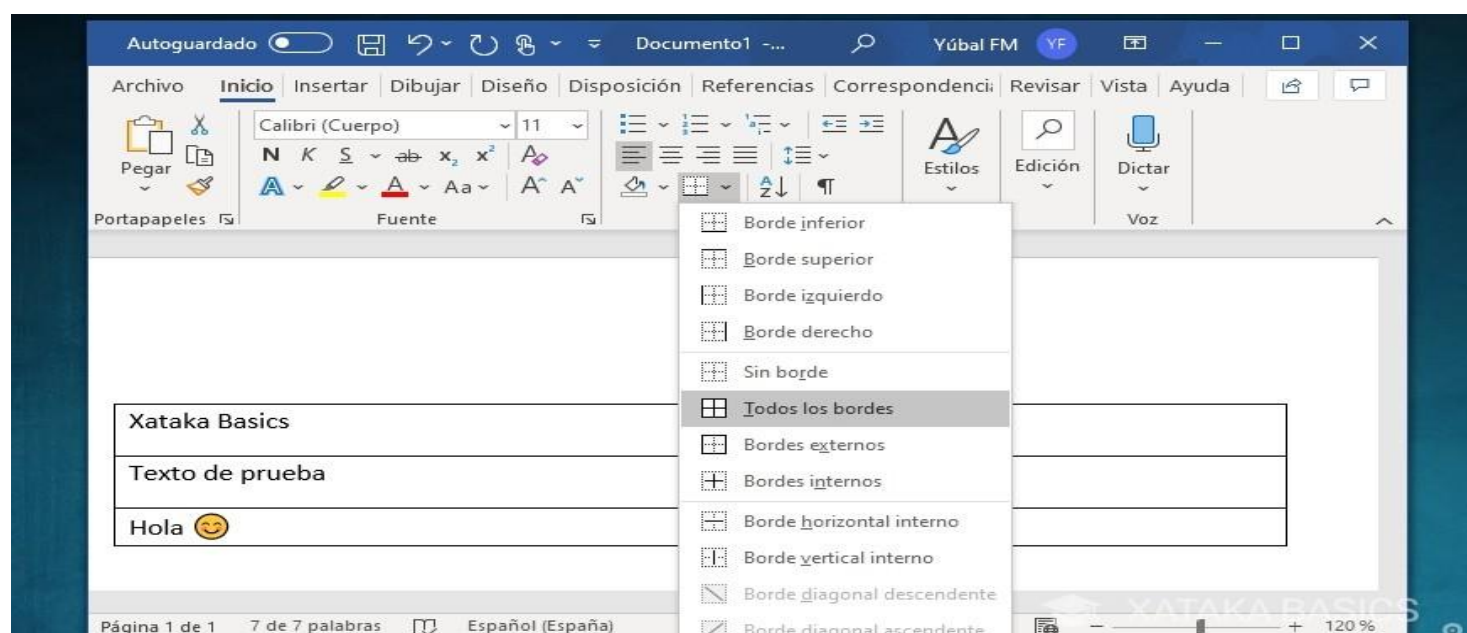 Autoguardado Documento1 -... Yúbal FM YF
Archivo Inicio Insertar Dibujar Diseño Disposición Referencias Correspondenci Revisar Vista Ayuda
Calibri (Cuerpo) 11
Pegar N K S ab x₂ x² A Estilos Edición Dictar
A A Aa A A
Portapapeles Fuente Voz
Borde inferior
Borde superior
Borde izquierdo
Borde derecho
Sin borde
Todos los bordes
Bordes externos
Bordes internos
Borde horizontal interno
Borde vertical interno
Borde diagonal descendente
Borde diagonal ascendente
Xataka Basics
Texto de prueba
Hola 😊
Página 1 de 1 7 de 7 palabras Español (España) 120 %
XATAKA BASICS